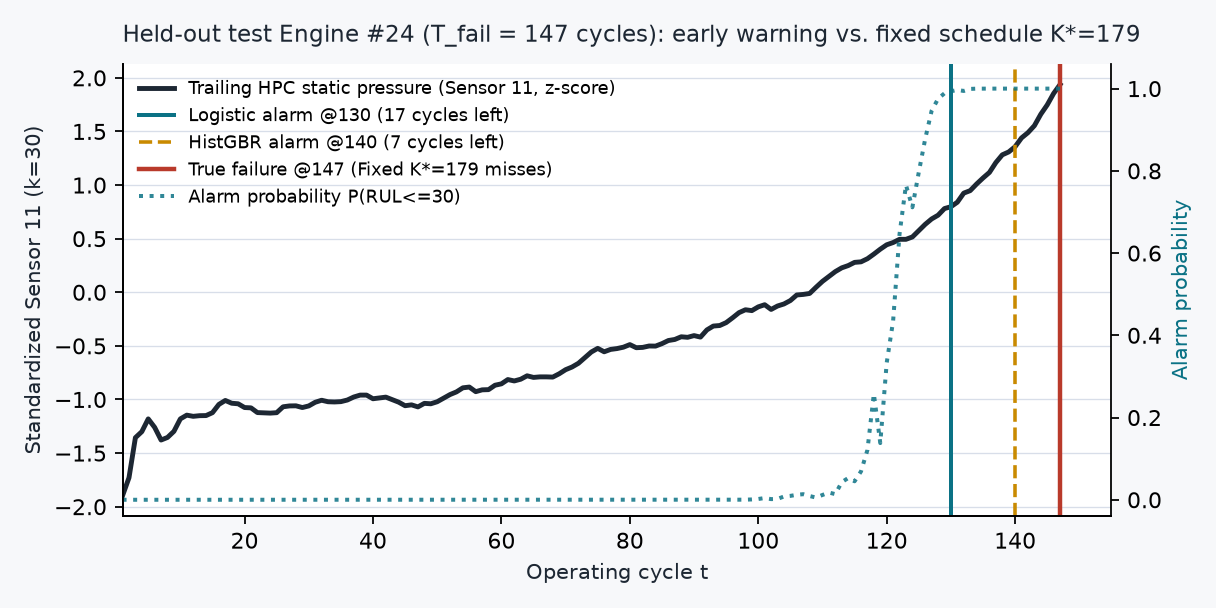 Held-out test Engine #24 (T_fail = 147 cycles): early warning vs. fixed schedule K*=179
Trailing HPC static pressure (Sensor 11, z-score)
Logistic alarm @130 (17 cycles left)
HistGBR alarm @140 (7 cycles left)
True failure @147 (Fixed K*=179 misses)
Alarm probability P(RUL<=30)
Standardized Sensor 11 (k=30)
2.0
1.5
1.0
0.5
0.0
−0.5
−1.0
−1.5
−2.0
1.0
0.8
0.6
0.4
0.2
0.0
Alarm probability
20 40 60 80 100 120 140
Operating cycle t